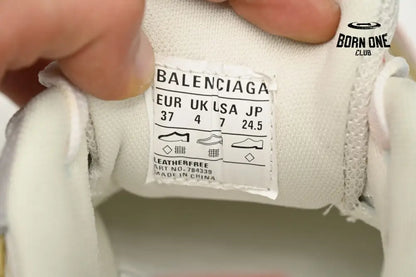 BORN ONE
CLUB
BALENCIAGA
EUR UK USA JP
37 4 7 24.5
LEATHERFREE
ART NO. 784339
MADE IN CHINA